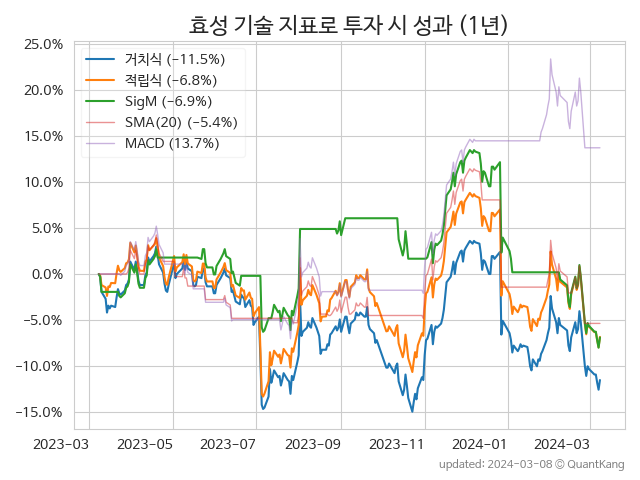 효성 기술 지표로 투자 시 성과 (1년)
25.0%
20.0%
15.0%
10.0%
5.0%
0.0%
−5.0%
−10.0%
−15.0%
거치식 (−11.5%)
적립식 (−6.8%)
SigM (−6.9%)
SMA(20) (−5.4%)
MACD (13.7%)
2023-03 2023-05 2023-07 2023-09 2023-11 2024-01 2024-03
updated: 2024-03-08 © QuantKang